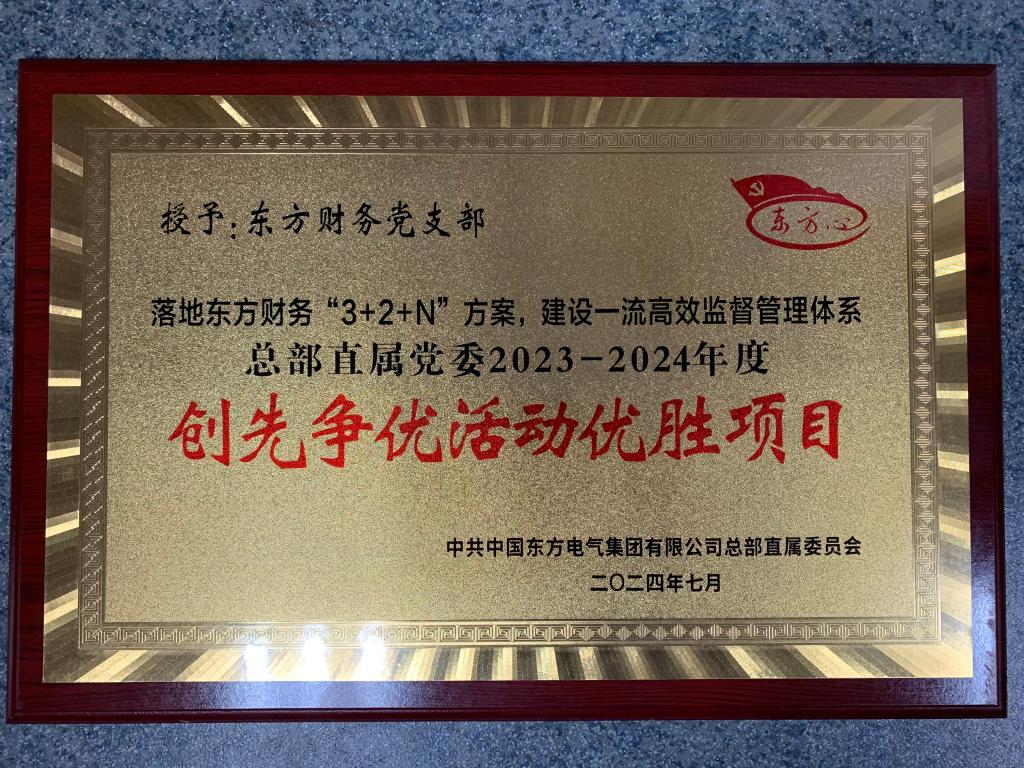 东方心
授予：东方财务党支部
落地东方财务“3+2+N”方案，建设一流高效监督管理体系
总部直属党委2023-2024年度
创先争优活动优胜项目
中共中国东方电气集团有限公司总部直属委员会
二〇二四年七月